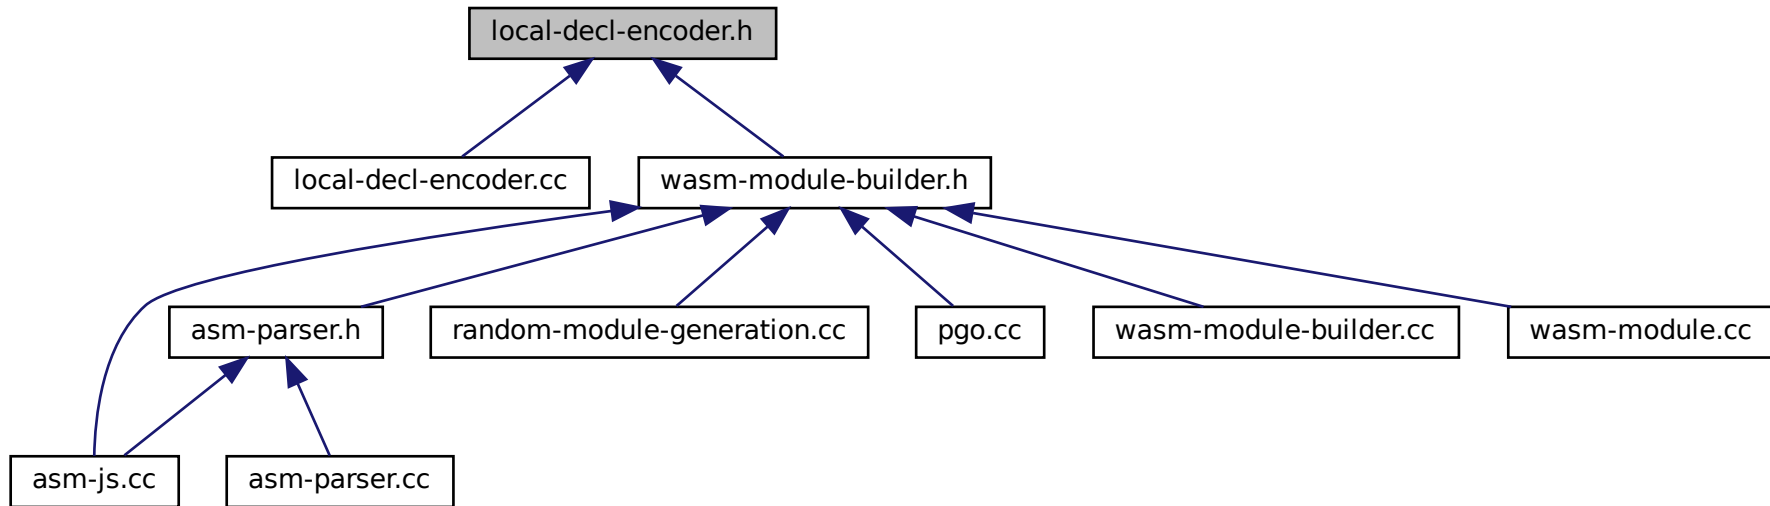 local-decl-encoder.h
local-decl-encoder.cc
wasm-module-builder.h
asm-parser.h
random-module-generation.cc
pgo.cc
wasm-module-builder.cc
wasm-module.cc
asm-js.cc
asm-parser.cc